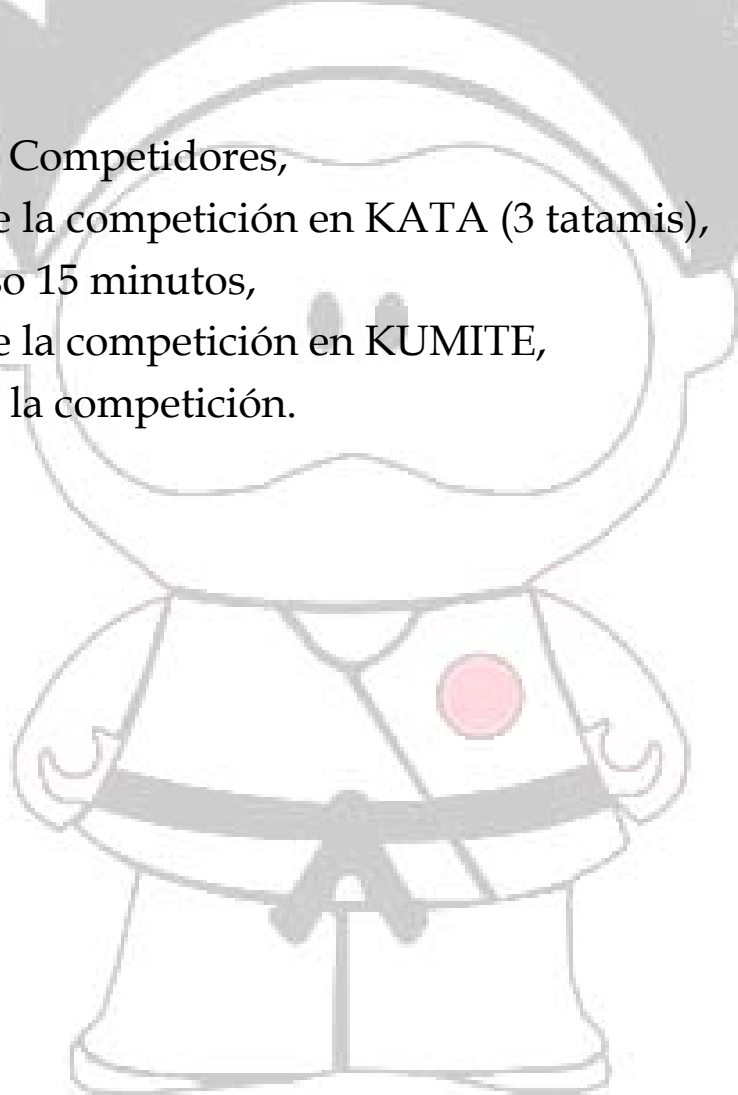 Competidores,
e la competición en KATA (3 tatamis),
o 15 minutos,
e la competición en KUMITE,
la competición.